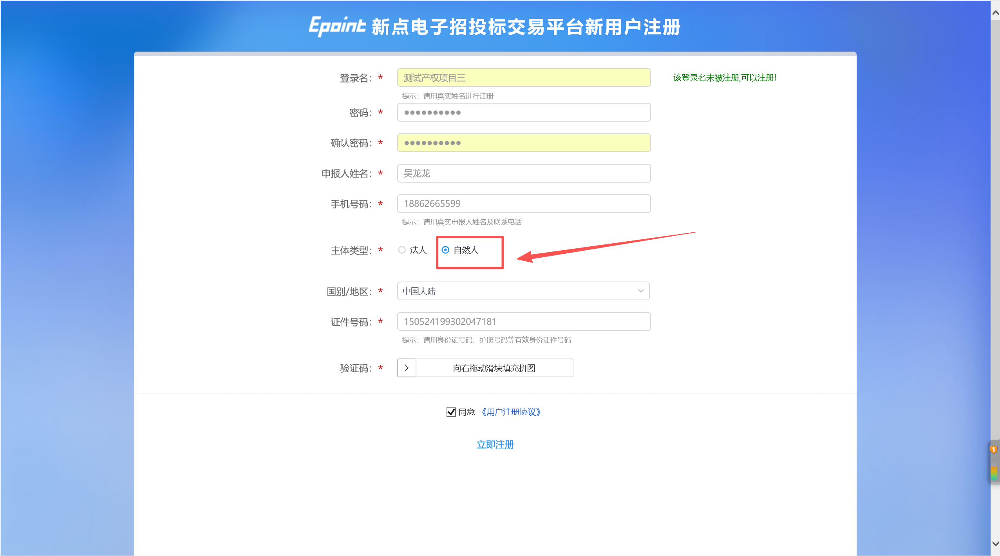 Epoint 新点电子招投标交易平台新用户注册
登录名：* 测试产权项目三 该登录名未被注册,可以注册!
提示：请用真实姓名进行注册
密码：* ●●●●●●●●●●
确认密码：* ●●●●●●●●●●
申报人姓名：* 吴龙龙
手机号码：* 18862665599
提示：请用真实申报人姓名及联系电话
主体类型：* 法人 自然人
国别/地区：* 中国大陆
证件号码：* 150524199302047181
提示：请用身份证号码、护照号码等有效身份证件号码
验证码：* 向右拖动滑块填充拼图
同意 《用户注册协议》
立即注册
1